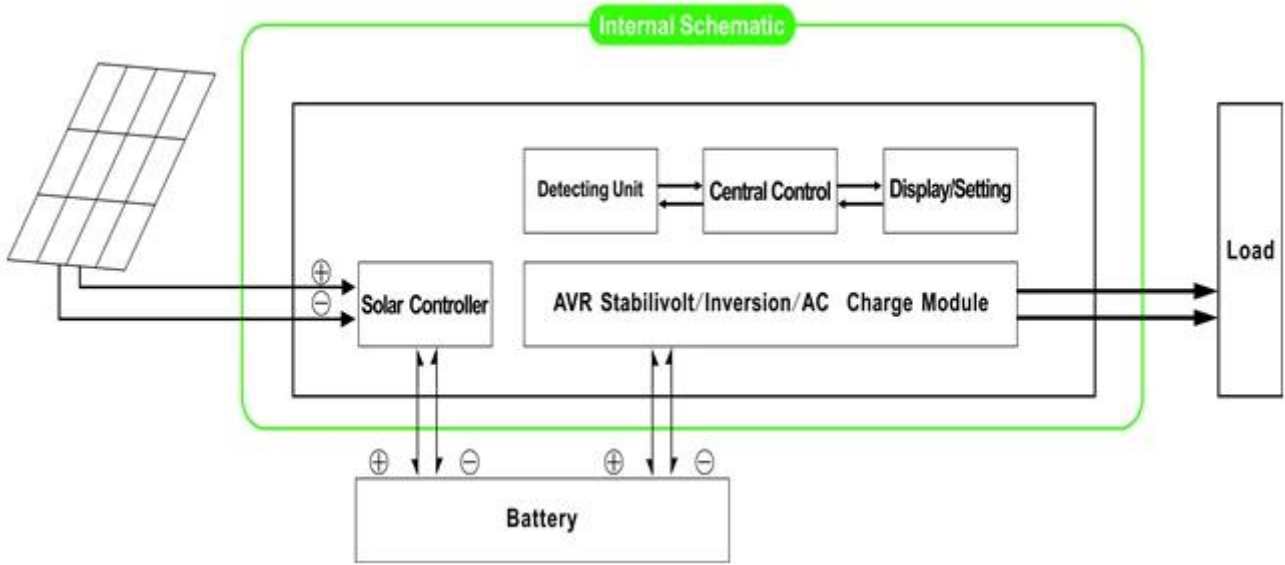 Internal Schematic
Detecting Unit
Central Control
Display/Setting
Load
⊕
⊖
Solar Controller
AVR Stabilivolt/Inversion/AC Charge Module
⊕ ⊖ ⊕ ⊖
Battery